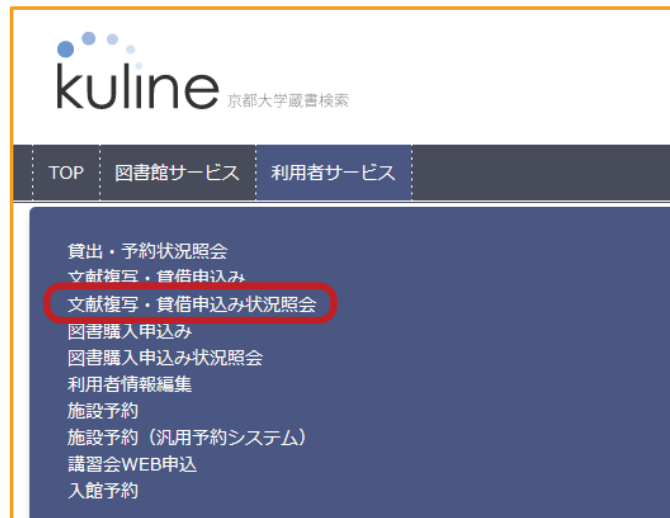 kuline 京都大学蔵書検索
TOP 図書館サービス 利用者サービス
貸出・予約状況照会
文献複写・貸借申込み
文献複写・貸借申込み状況照会
図書購入申込み
図書購入申込み状況照会
利用者情報編集
施設予約
施設予約（汎用予約システム）
講習会WEB申込
入館予約